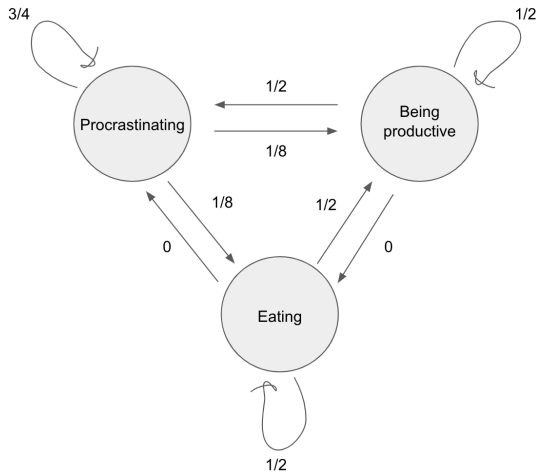 3/4
1/2
Procrastinating
1/2
1/8
Being
productive
1/8
1/2
0
0
Eating
1/2